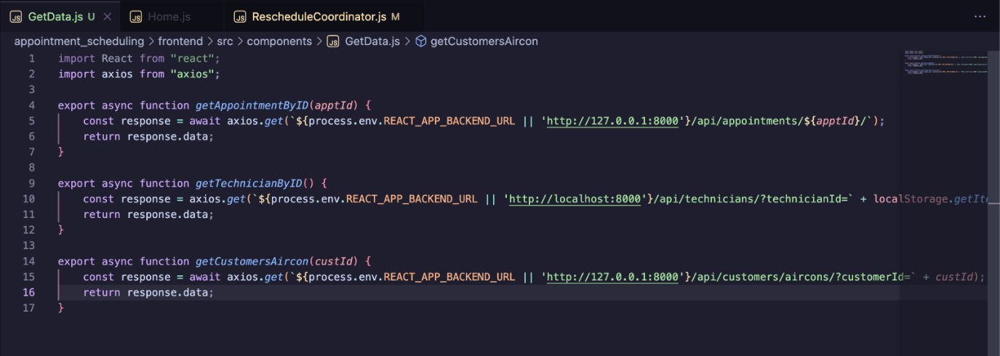 JS GetData.js U ×
JS Home.js
JS RescheduleCoordinator.js M
...
appointment_scheduling > frontend > src > components > JS GetData.js > getCustomersAircon
1 import React from "react";
2 import axios from "axios";
3
4 export async function getAppointmentByID(apptId) {
5 const response = await axios.get(`${process.env.REACT_APP_BACKEND_URL || 'http://127.0.0.1:8000'}/api/appointments/${apptId}/`);
6 return response.data;
7 }
8
9 export async function getTechnicianByID() {
10 const response = axios.get(`${process.env.REACT_APP_BACKEND_URL || 'http://localhost:8000'}/api/technicians/?technicianId=` + localStorage.getIte
11 return response.data;
12 }
13
14 export async function getCustomersAircon(custId) {
15 const response = await axios.get(`${process.env.REACT_APP_BACKEND_URL || 'http://127.0.0.1:8000'}/api/customers/aircons/?customerId=` + custId);
16 return response.data;
17 }